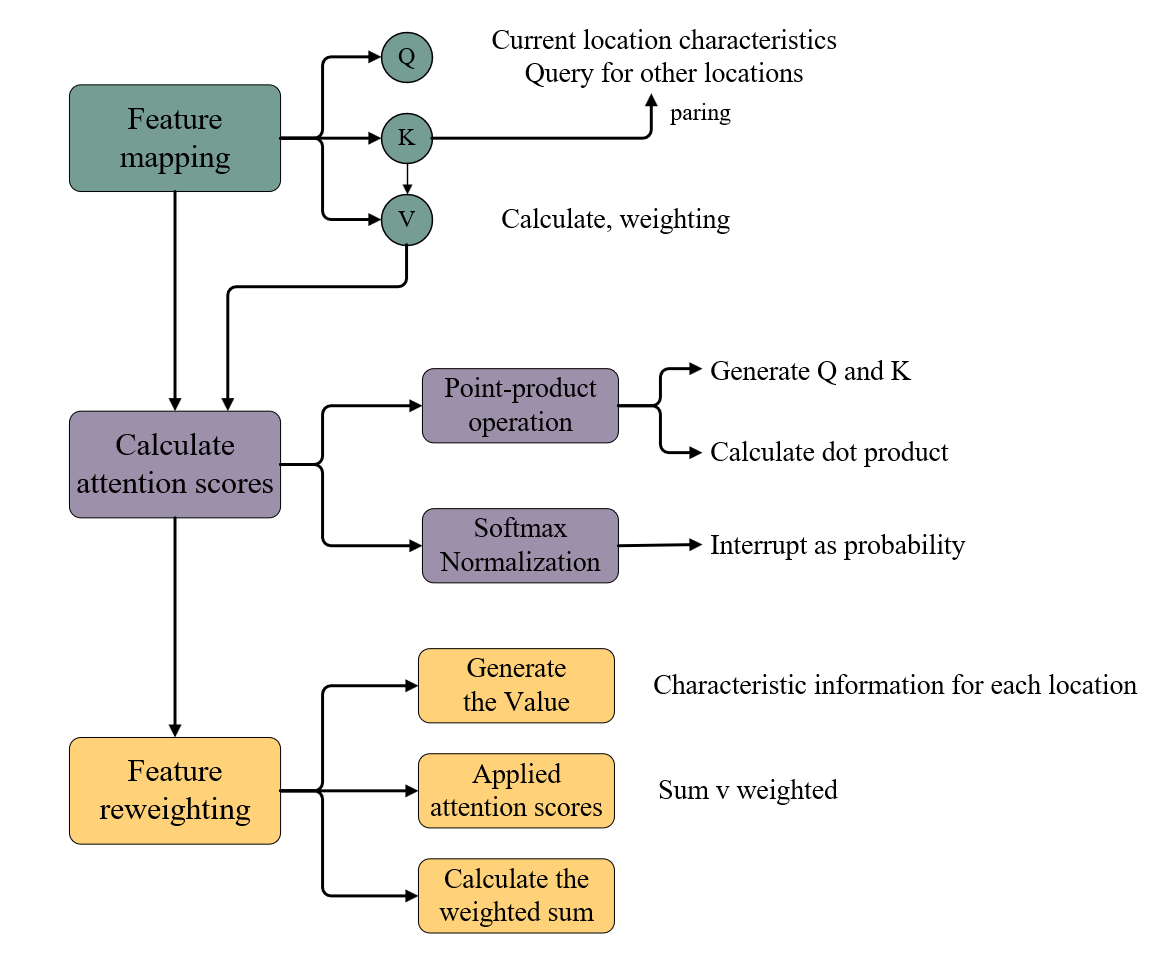 Q
Current location characteristics
Query for other locations
Feature
mapping
K
paring
V
Calculate, weighting
Calculate
attention scores
Point-product
operation
Generate Q and K
Calculate dot product
Softmax
Normalization
Interrupt as probability
Feature
reweighting
Generate
the Value
Characteristic information for each location
Applied
attention scores
Sum v weighted
Calculate the
weighted sum